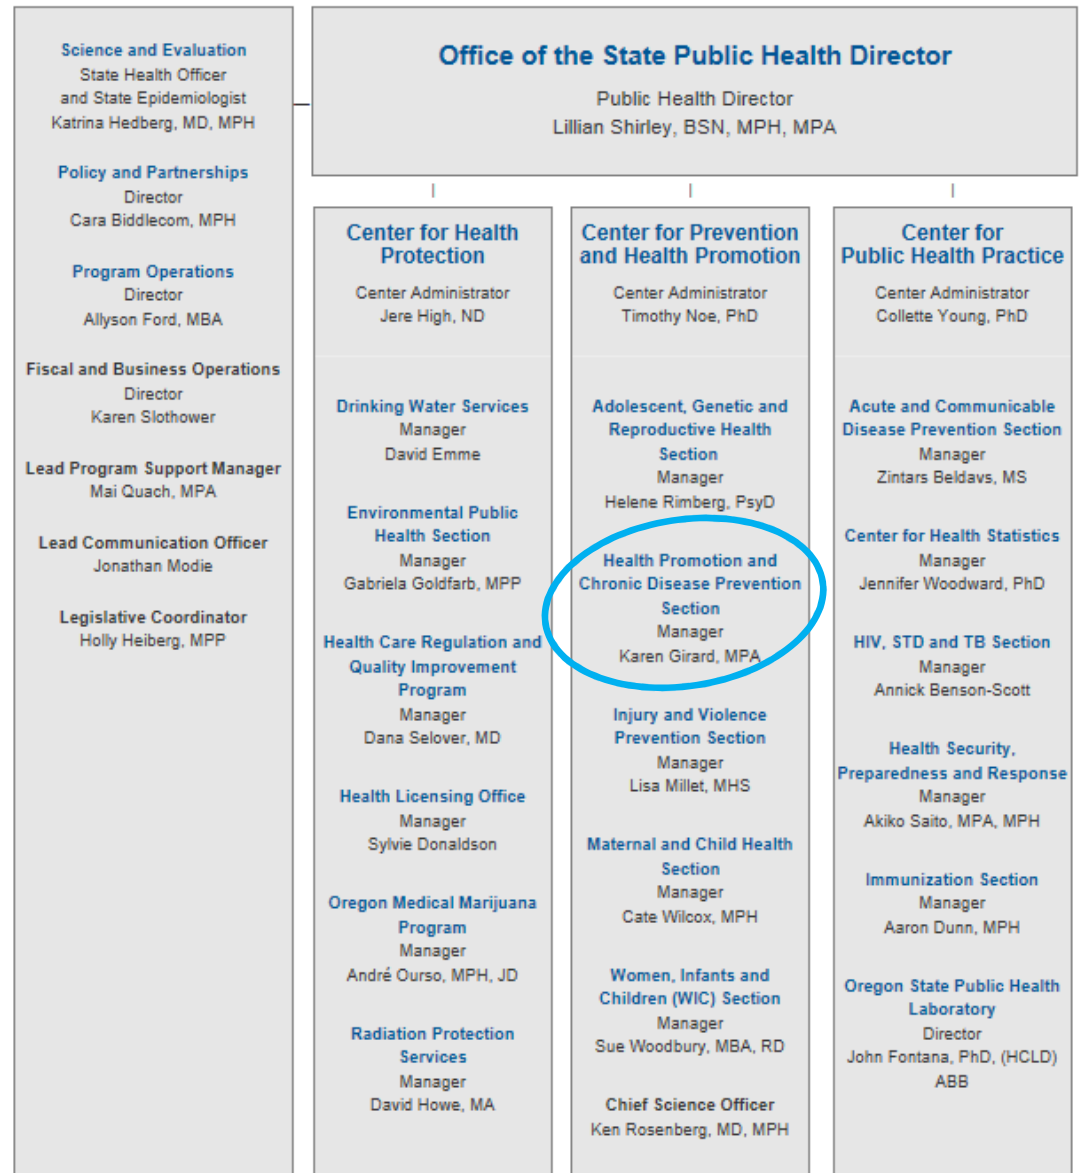 Science and Evaluation
State Health Officer
and State Epidemiologist
Katrina Hedberg, MD, MPH
Policy and Partnerships
Director
Cara Biddlecom, MPH
Program Operations
Director
Allyson Ford, MBA
Fiscal and Business Operations
Director
Karen Slothower
Lead Program Support Manager
Mai Quach, MPA
Lead Communication Officer
Jonathan Modie
Legislative Coordinator
Holly Heiberg, MPP
Office of the State Public Health Director
Public Health Director
Lillian Shirley, BSN, MPH, MPA
Center for Health
Protection
Center Administrator
Jere High, ND
Drinking Water Services
Manager
David Emme
Environmental Public
Health Section
Manager
Gabriela Goldfarb, MPP
Health Care Regulation and
Quality Improvement
Program
Manager
Dana Selover, MD
Health Licensing Office
Manager
Sylvie Donaldson
Oregon Medical Marijuana
Program
Manager
André Ourso, MPH, JD
Radiation Protection
Services
Manager
David Howe, MA
Center for Prevention
and Health Promotion
Center Administrator
Timothy Noe, PhD
Adolescent, Genetic and
Reproductive Health
Section
Manager
Helene Rimberg, PsyD
Health Promotion and
Chronic Disease Prevention
Section
Manager
Karen Girard, MPA
Injury and Violence
Prevention Section
Manager
Lisa Millet, MHS
Maternal and Child Health
Section
Manager
Cate Wilcox, MPH
Women, Infants and
Children (WIC) Section
Manager
Sue Woodbury, MBA, RD
Chief Science Officer
Ken Rosenberg, MD, MPH
Center for
Public Health Practice
Center Administrator
Collette Young, PhD
Acute and Communicable
Disease Prevention Section
Manager
Zintars Beldavs, MS
Center for Health Statistics
Manager
Jennifer Woodward, PhD
HIV, STD and TB Section
Manager
Annick Benson-Scott
Health Security,
Preparedness and Response
Manager
Akiko Saito, MPA, MPH
Immunization Section
Manager
Aaron Dunn, MPH
Oregon State Public Health
Laboratory
Director
John Fontana, PhD, (HCLD)
ABB